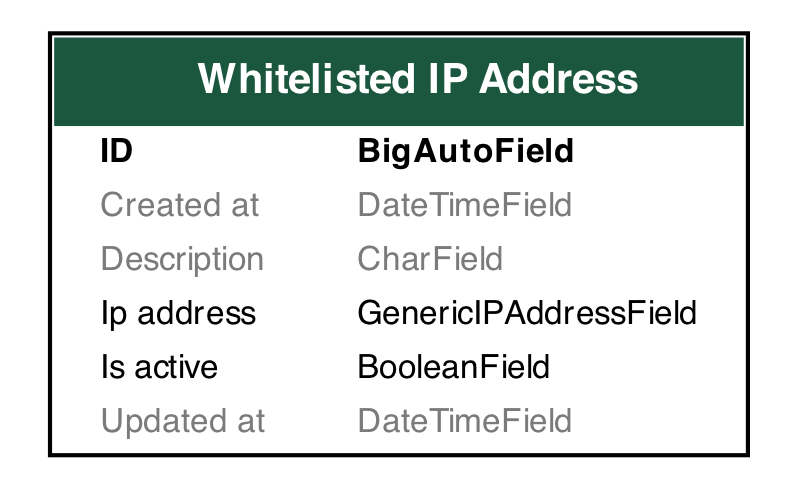 Whitelisted IP Address
ID BigAutoField
Created at DateTimeField
Description CharField
Ip address GenericIPAddressField
Is active BooleanField
Updated at DateTimeField